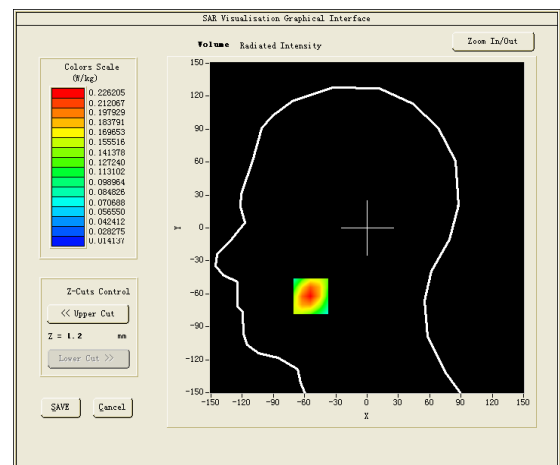 SAR Visualisation Graphical Interface
Volume Radiated Intensity
Zoom In/Out
Colors Scale
(W/kg)
0.226205
0.212067
0.197929
0.183791
0.169653
0.155516
0.141378
0.127240
0.113102
0.098964
0.084826
0.070688
0.056550
0.042412
0.028275
0.014137
Z-Cuts Control
<< Upper Cut
Z = 1.2 mm
Lower Cut >>
SAVE Cancel
150
120
90
60
30
0
-30
-60
-90
-120
-150
Y
-150 -120 -90 -60 -30 0 30 60 90 120 150
X